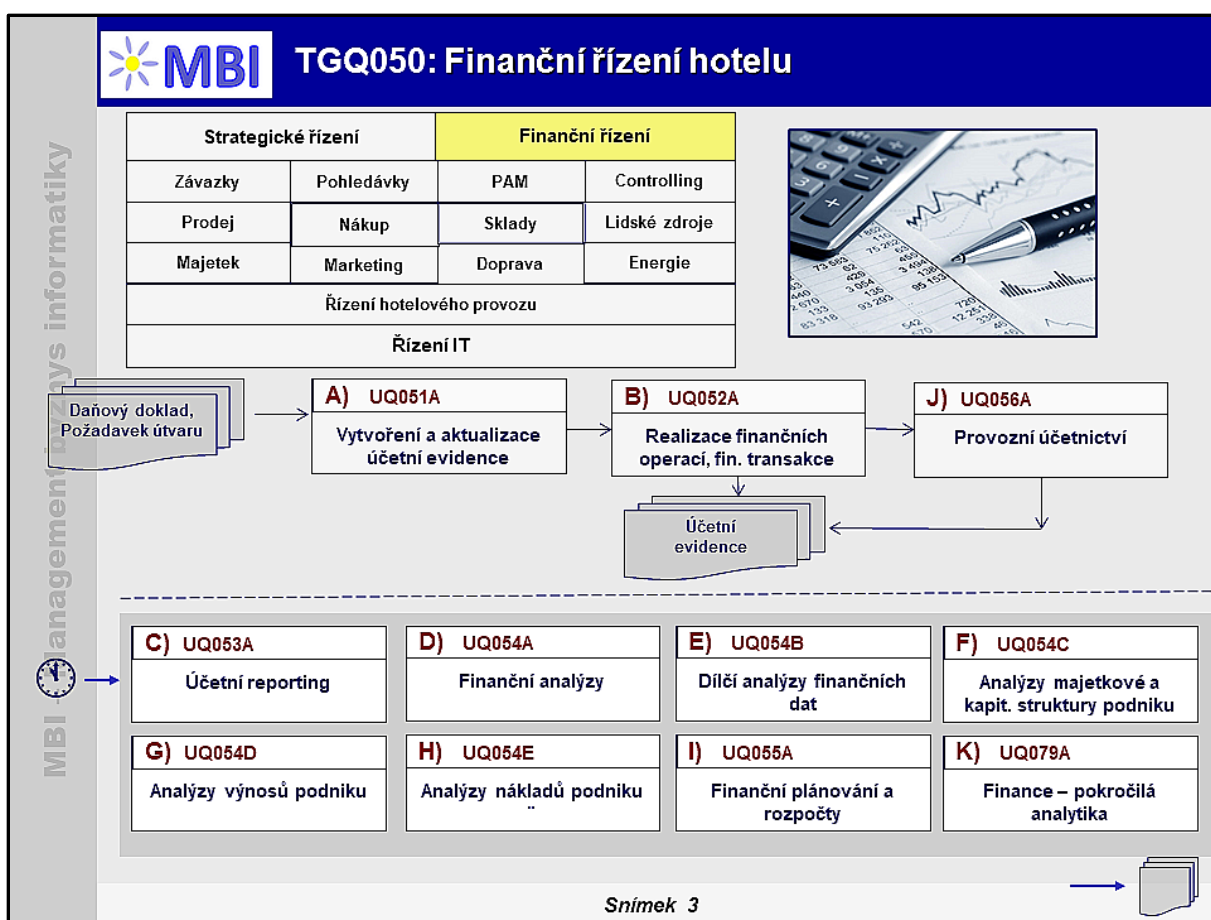 MBI
TGQ050: Finanční řízení hotelu
Strategické řízení
Finanční řízení
Závazky
Pohledávky
PAM
Controlling
Prodej
Nákup
Sklady
Lidské zdroje
Majetek
Marketing
Doprava
Energie
Řízení hotelového provozu
Řízení IT
Daňový doklad,
Požadavek útvaru
A) UQ051A
Vytvoření a aktualizace
účetní evidence
B) UQ052A
Realizace finančních
operací, fin. transakce
J) UQ056A
Provozní účetnictví
Účetní
evidence
C) UQ053A
Účetní reporting
D) UQ054A
Finanční analýzy
E) UQ054B
Dílčí analýzy finančních
dat
F) UQ054C
Analýzy majetkové a
kapit. struktury podniku
G) UQ054D
Analýzy výnosů podniku
H) UQ054E
Analýzy nákladů podniku
I) UQ055A
Finanční plánování a
rozpočty
K) UQ079A
Finance – pokročilá
analytika
Snímek 3